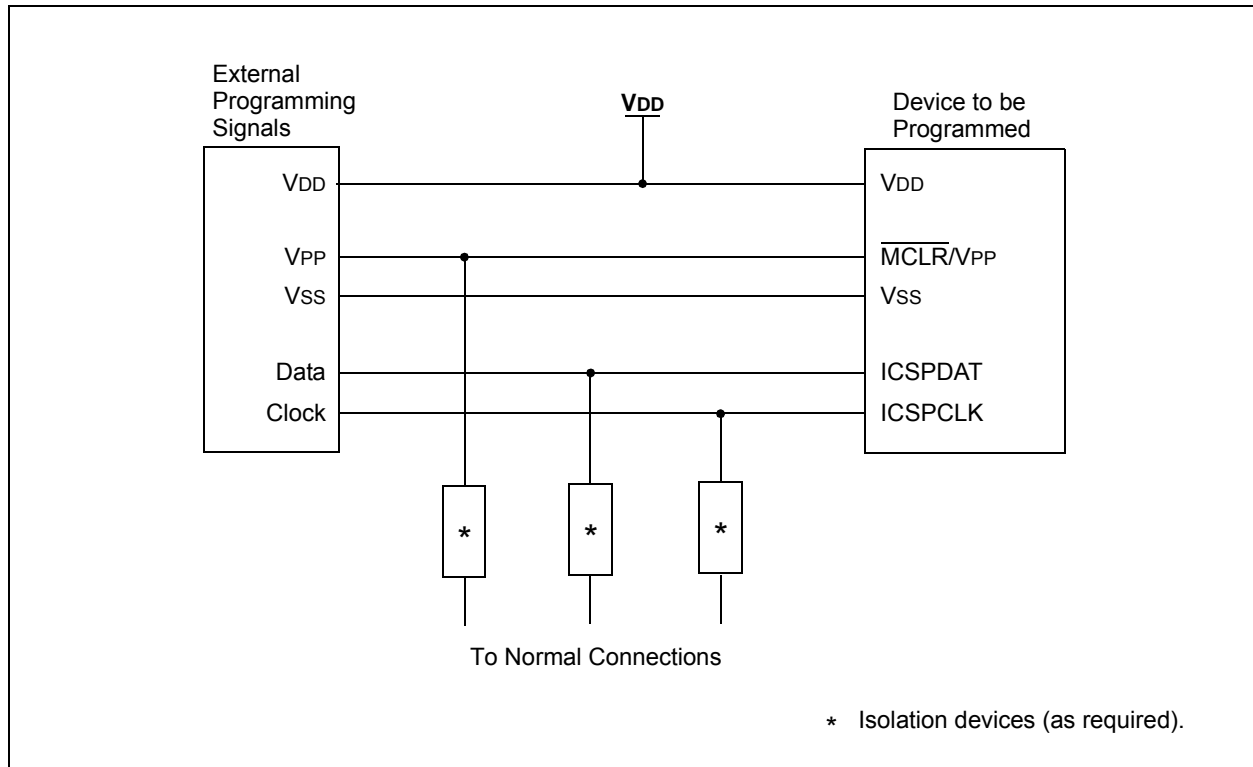 External
Programming
Signals
VDD
Device to be
Programmed
VDD
VDD
VPP
MCLR/VPP
VSS
VSS
Data
ICSPDAT
Clock
ICSPCLK
*
*
*
To Normal Connections
* Isolation devices (as required).